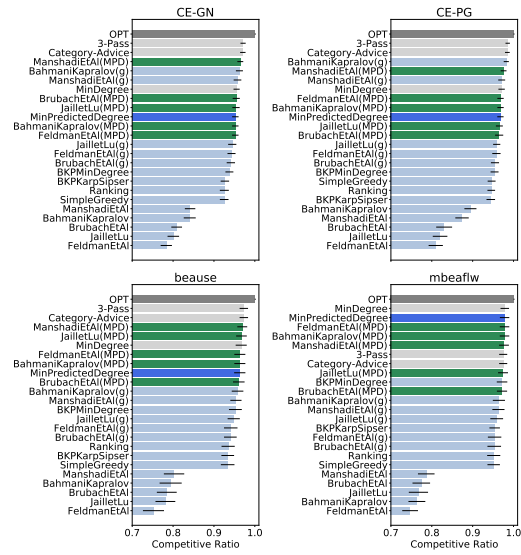 CE-GN
OPT
3-Pass
Category-Advice
ManshadiEtAl(MPD)
BahmaniKapralov(g)
ManshadiEtAl(g)
MinDegree
BrubachEtAl(MPD)
JailletLu(MPD)
MinPredictedDegree
BahmaniKapralov(MPD)
FeldmanEtAl(MPD)
JailletLu(g)
FeldmanEtAl(g)
BrubachEtAl(g)
BKPMinDegree
BKPKarpSipser
Ranking
SimpleGreedy
ManshadiEtAl
BahmaniKapralov
BrubachEtAl
JailletLu
FeldmanEtAl
CE-PG
OPT
3-Pass
Category-Advice
BahmaniKapralov(g)
ManshadiEtAl(MPD)
ManshadiEtAl(g)
MinDegree
FeldmanEtAl(MPD)
BahmaniKapralov(MPD)
MinPredictedDegree
JailletLu(MPD)
BrubachEtAl(MPD)
JailletLu(g)
FeldmanEtAl(g)
BrubachEtAl(g)
BKPMinDegree
SimpleGreedy
Ranking
BKPKarpSipser
BahmaniKapralov
ManshadiEtAl
BrubachEtAl
JailletLu
FeldmanEtAl
beause
OPT
3-Pass
Category-Advice
ManshadiEtAl(MPD)
JailletLu(MPD)
MinDegree
FeldmanEtAl(MPD)
BahmaniKapralov(MPD)
MinPredictedDegree
BrubachEtAl(MPD)
BahmaniKapralov(g)
ManshadiEtAl(g)
BKPMinDegree
JailletLu(g)
FeldmanEtAl(g)
BrubachEtAl(g)
Ranking
BKPKarpSipser
SimpleGreedy
ManshadiEtAl
BahmaniKapralov
BrubachEtAl
JailletLu
FeldmanEtAl
0.7 0.8 0.9 1.0
Competitive Ratio
mbeaflw
OPT
MinDegree
MinPredictedDegree
FeldmanEtAl(MPD)
BahmaniKapralov(MPD)
ManshadiEtAl(MPD)
3-Pass
Category-Advice
JailletLu(MPD)
BKPMinDegree
BrubachEtAl(MPD)
BahmaniKapralov(g)
ManshadiEtAl(g)
JailletLu(g)
BKPKarpSipser
FeldmanEtAl(g)
BrubachEtAl(g)
Ranking
SimpleGreedy
ManshadiEtAl
BrubachEtAl
JailletLu
BahmaniKapralov
FeldmanEtAl
0.7 0.8 0.9 1.0
Competitive Ratio